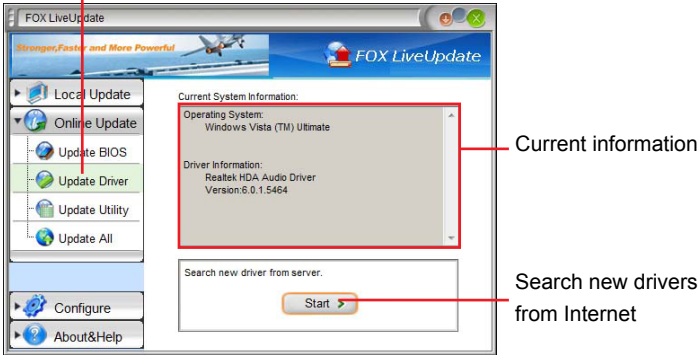 FOX LiveUpdate
Stronger,Faster and More Powerful
FOX LiveUpdate
Local Update
Online Update
Update BIOS
Update Driver
Update Utility
Update All
Configure
About&Help
Current System Information:
Operating System:
Windows Vista (TM) Ultimate
Driver Information:
Realtek HDA Audio Driver
Version:6.0.1.5464
Search new driver from server.
Start
Current information
Search new drivers
from Internet